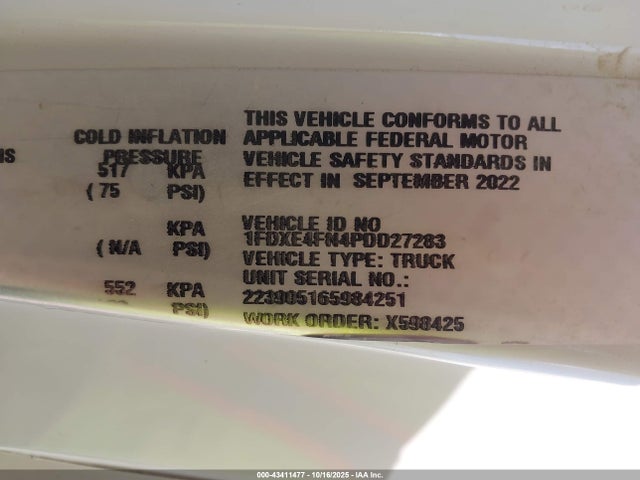 NS
COLD INFLATION
PRESSURE
517 KPA
( 75 PSI)
KPA
( N/A PSI)
552 KPA
PSI)
THIS VEHICLE CONFORMS TO ALL
APPLICABLE FEDERAL MOTOR
VEHICLE SAFETY STANDARDS IN
EFFECT IN SEPTEMBER 2022
VEHICLE ID NO
1FDXE4FN4PDD27283
VEHICLE TYPE: TRUCK
UNIT SERIAL NO.:
223905165984251
WORK ORDER: X598425
000-43411477 - 10/16/2025 - IAA Inc.